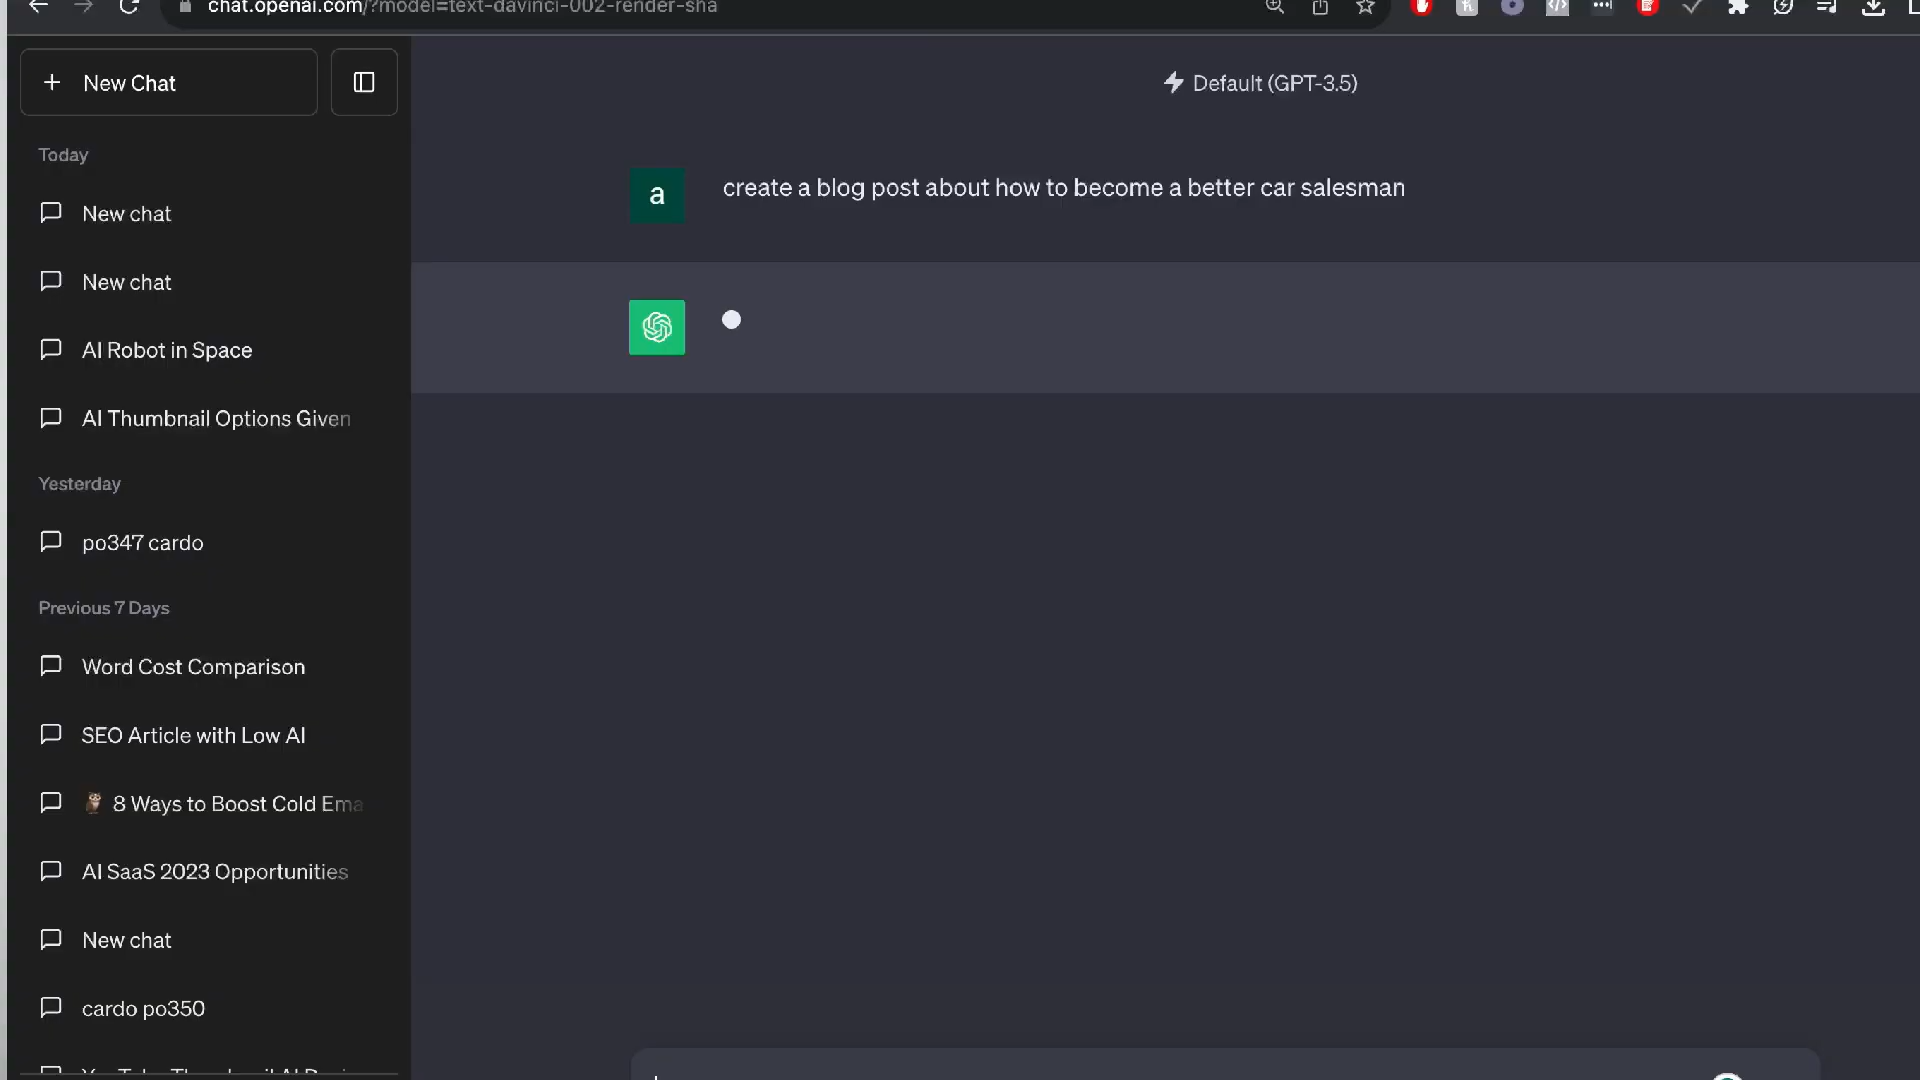 chat.openai.com/?model=text-davinci-002-render-sha
New Chat
Default (GPT-3.5)
Today
a
create a blog post about how to become a better car salesman
New chat
New chat
AI Robot in Space
AI Thumbnail Options Given
Yesterday
po347 cardo
Previous 7 Days
Word Cost Comparison
SEO Article with Low AI
🦉 8 Ways to Boost Cold Ema
AI SaaS 2023 Opportunities
New chat
cardo po350